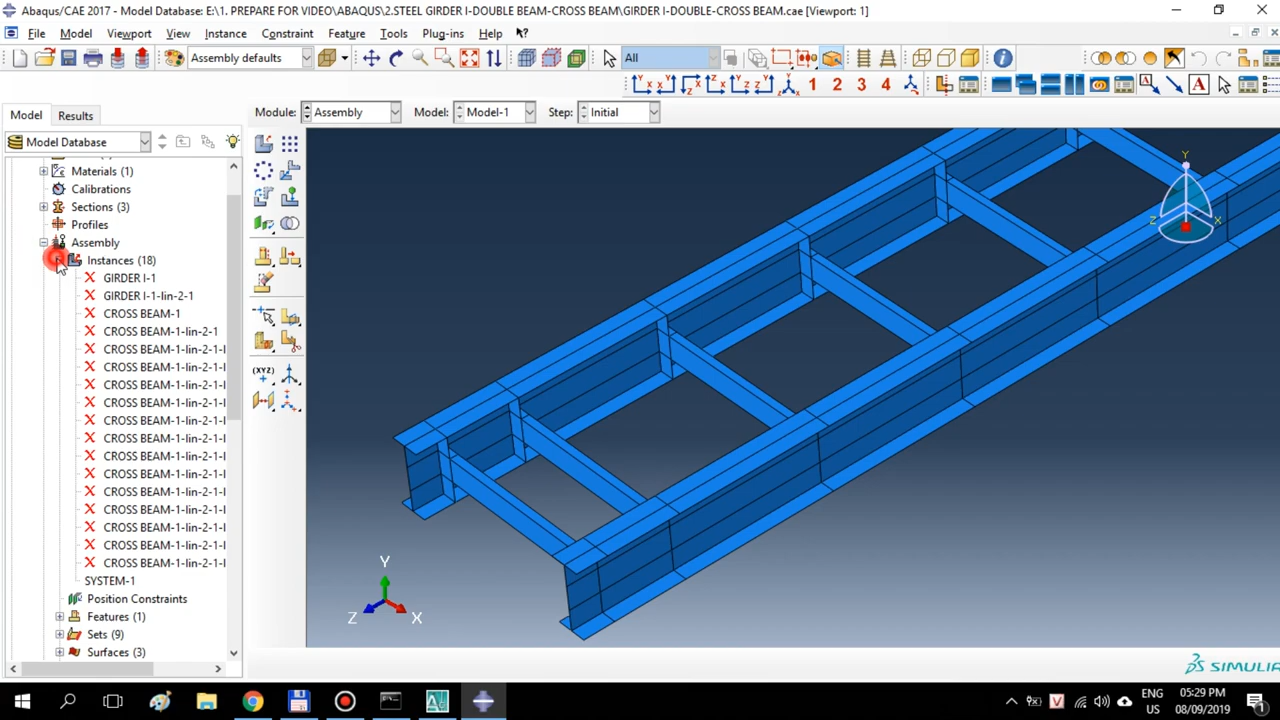 Abaqus/CAE 2017 - Model Database: E:\1. PREPARE FOR VIDEO\ABAQUS\2.STEEL GIRDER I-DOUBLE BEAM-CROSS BEAM\GIRDER I-DOUBLE-CROSS BEAM.cae [Viewport: 1]
File Model Viewport View Instance Constraint Feature Tools Plug-ins Help
Assembly defaults All
1 2 3 4 A
Model Results Module: Assembly Model: Model-1 Step: Initial
Model Database
Materials (1)
Calibrations
Sections (3)
Profiles
Assembly
Instances (18)
GIRDER I-1
GIRDER I-1-lin-2-1
CROSS BEAM-1
CROSS BEAM-1-lin-2-1
CROSS BEAM-1-lin-2-1-l
CROSS BEAM-1-lin-2-1-l
CROSS BEAM-1-lin-2-1-l
CROSS BEAM-1-lin-2-1-l
CROSS BEAM-1-lin-2-1-l
CROSS BEAM-1-lin-2-1-l
CROSS BEAM-1-lin-2-1-l
CROSS BEAM-1-lin-2-1-l
CROSS BEAM-1-lin-2-1-l
CROSS BEAM-1-lin-2-1-l
CROSS BEAM-1-lin-2-1-l
CROSS BEAM-1-lin-2-1-l
CROSS BEAM-1-lin-2-1-l
SYSTEM-1
Position Constraints
Features (1)
Sets (9)
Surfaces (3)
(XYZ)
Y
Z X
Y
Z X
SIMULIA
ENG 05:29 PM
US 08/09/2019